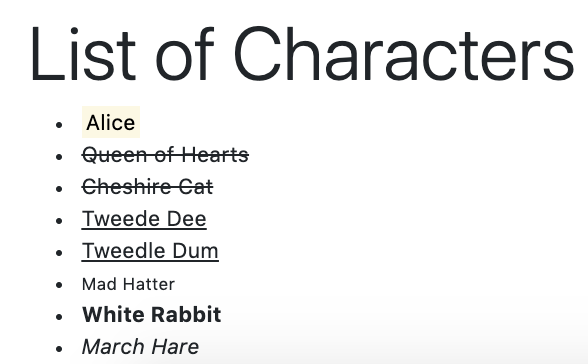 List of Characters
Alice
Queen of Hearts
Cheshire Cat
Tweede Dee
Tweedle Dum
Mad Hatter
White Rabbit
March Hare